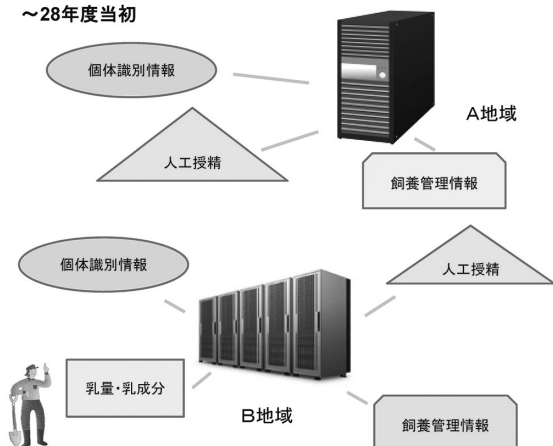 ～28年度当初
個体識別情報
A地域
人工授精
飼養管理情報
人工授精
個体識別情報
乳量・乳成分
B地域
飼養管理情報